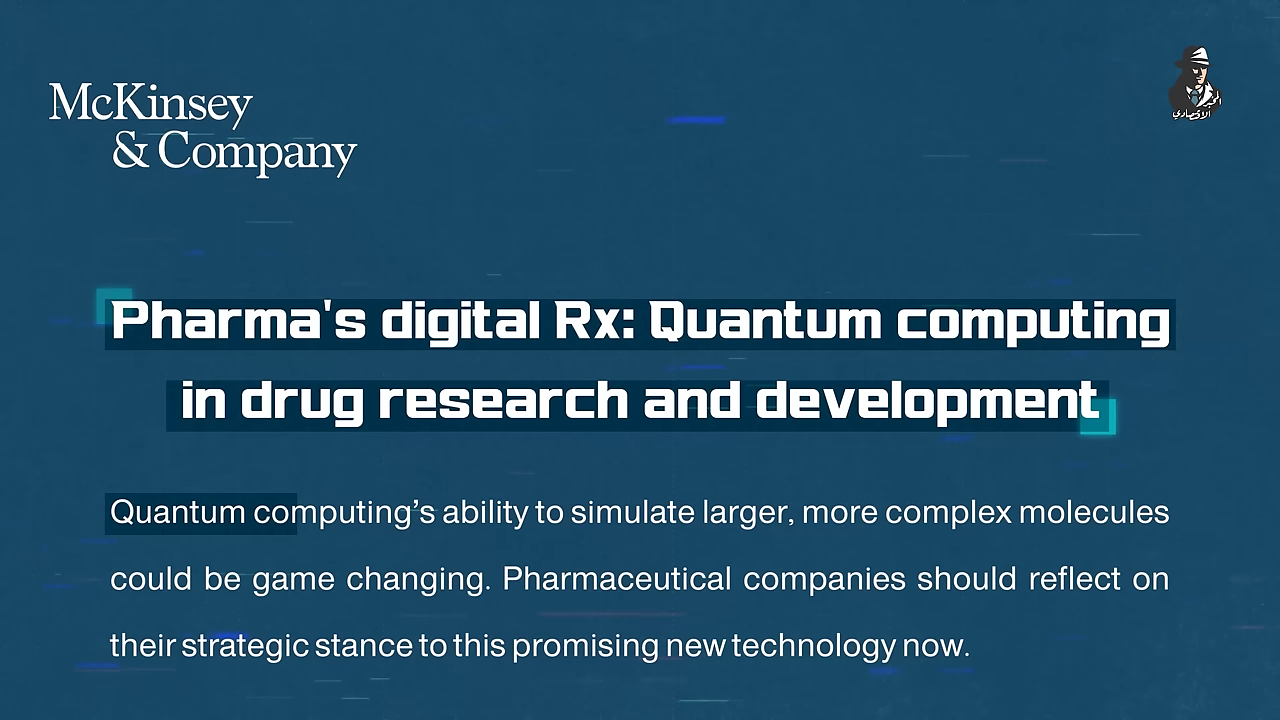 McKinsey
& Company
المخبر
الاقتصادي
Pharma's digital Rx: Quantum computing
in drug research and development
Quantum computing’s ability to simulate larger, more complex molecules
could be game changing. Pharmaceutical companies should reflect on
their strategic stance to this promising new technology now.